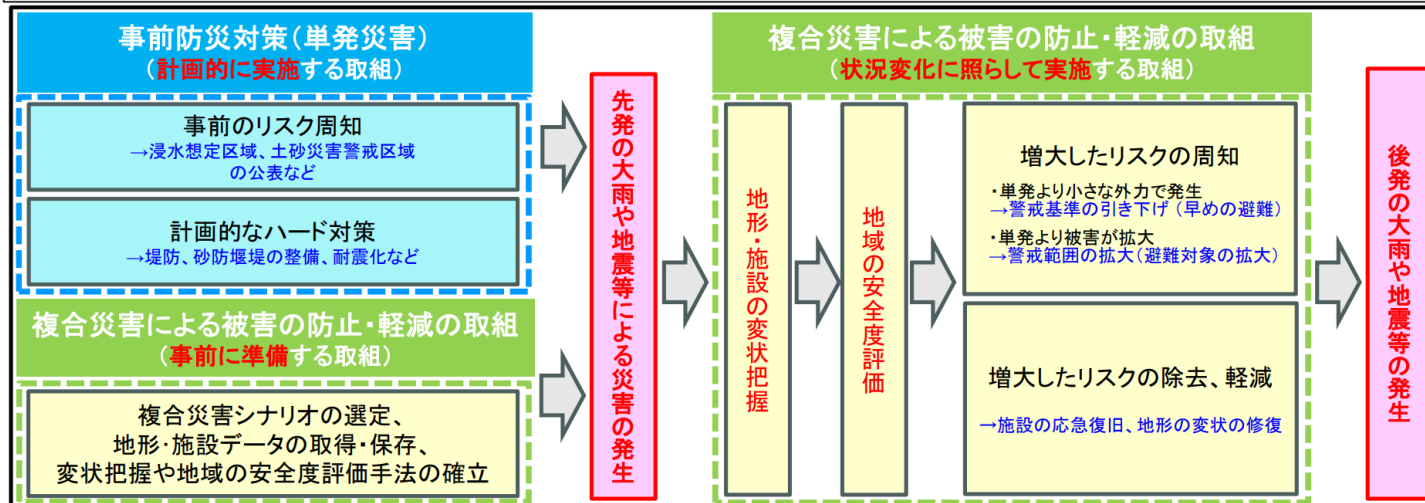 事前防災対策（単発災害）
（計画的に実施する取組）
事前のリスク周知
→浸水想定区域、土砂災害警戒区域
の公表など
計画的なハード対策
→堤防、砂防堰堤の整備、耐震化など
複合災害による被害の防止・軽減の取組
（事前に準備する取組）
複合災害シナリオの選定、
地形・施設データの取得・保存、
変状把握や地域の安全度評価手法の確立
先発の大雨や地震等による災害の発生
複合災害による被害の防止・軽減の取組
（状況変化に照らして実施する取組）
地形・施設の変状把握
地域の安全度評価
増大したリスクの周知
・単発より小さな外力で発生
→警戒基準の引き下げ（早めの避難）
・単発より被害が拡大
→警戒範囲の拡大（避難対象の拡大）
増大したリスクの除去、軽減
→施設の応急復旧、地形の変状の修復
後発の大雨や地震等の発生